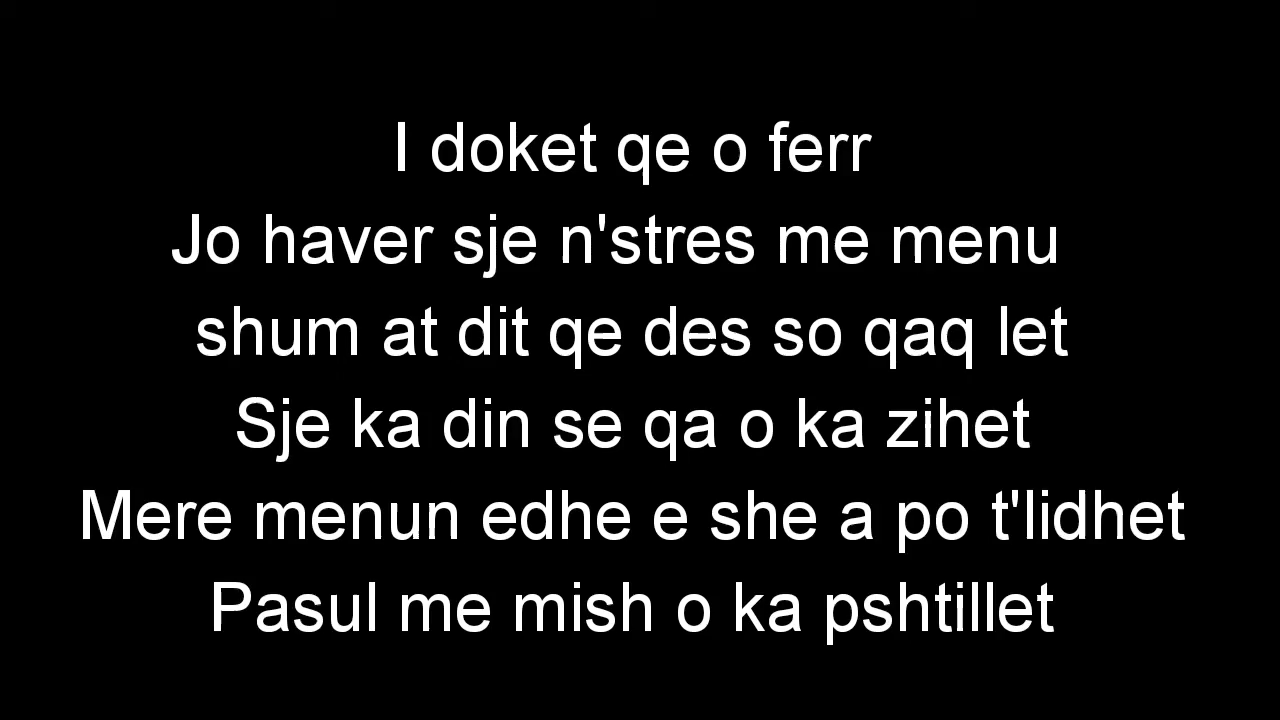 I doket qe o ferr
Jo haver sje n'stres me menu
shum at dit qe des so qaq let
Sje ka din se qa o ka zihet
Mere menun edhe e she a po t'lidhet
Pasul me mish o ka pshtillet